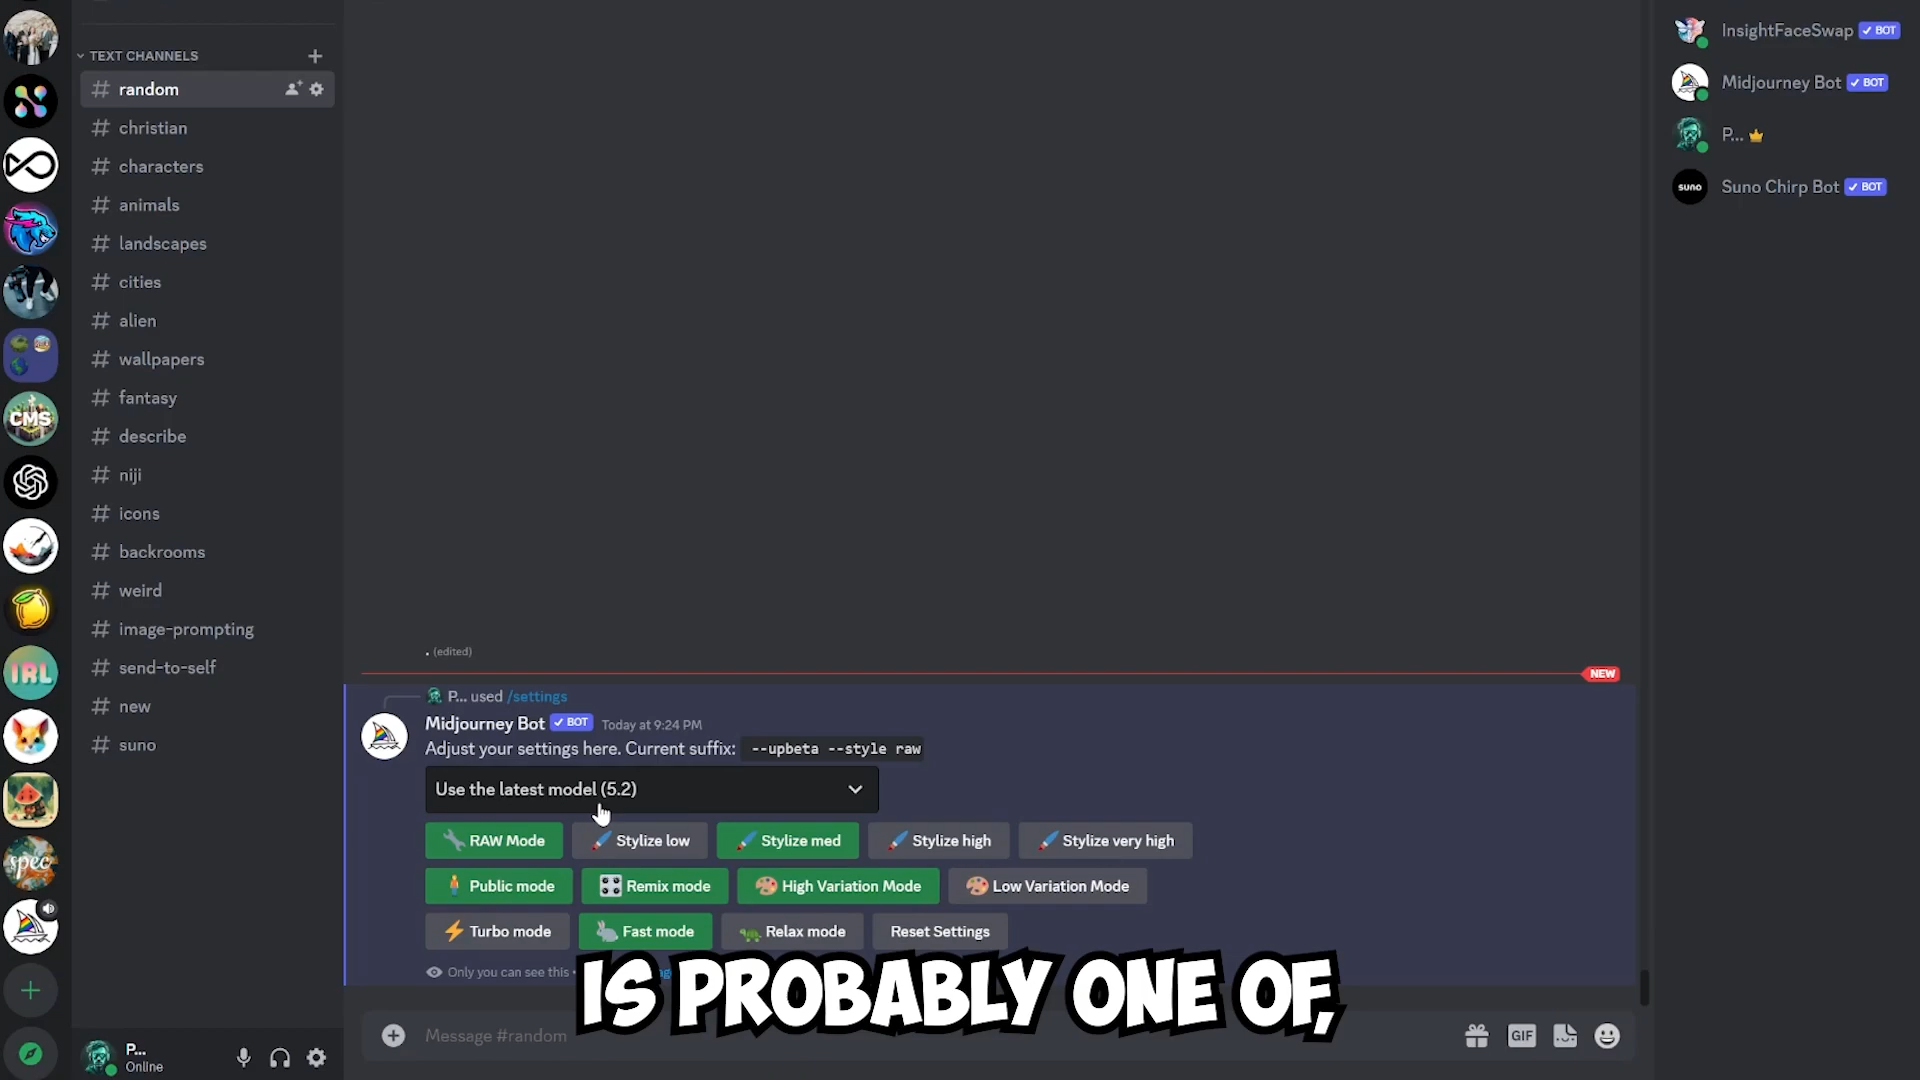 TEXT CHANNELS
random
christian
characters
animals
landscapes
cities
alien
wallpapers
fantasy
describe
niji
icons
backrooms
weird
image-prompting
send-to-self
new
suno
P...
Online
CMS
IRL
spec
. (edited)
NEW
P... used /settings
Midjourney Bot ✓ BOT Today at 9:24 PM
Adjust your settings here. Current suffix: --upbeta --style raw
Use the latest model (5.2)
RAW Mode Stylize low Stylize med Stylize high Stylize very high
Public mode Remix mode High Variation Mode Low Variation Mode
Turbo mode Fast mode Relax mode Reset Settings
Only you can see this •
IS PROBABLY ONE OF,
Message #random
GIF
InsightFaceSwap ✓ BOT
Midjourney Bot ✓ BOT
P...
suno Suno Chirp Bot ✓ BOT